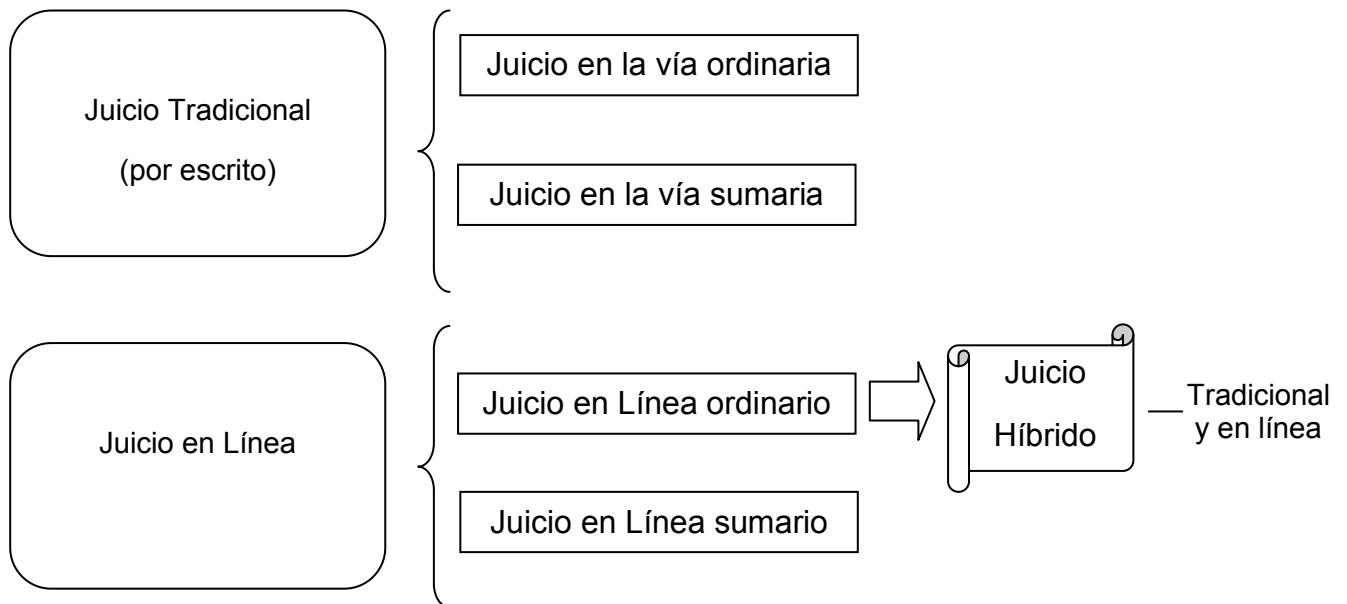 Juicio Tradicional
(por escrito)
Juicio en la vía ordinaria
Juicio en la vía sumaria
Juicio en Línea
Juicio en Línea ordinario
Juicio en Línea sumario
Juicio
Híbrido
Tradicional
y en línea